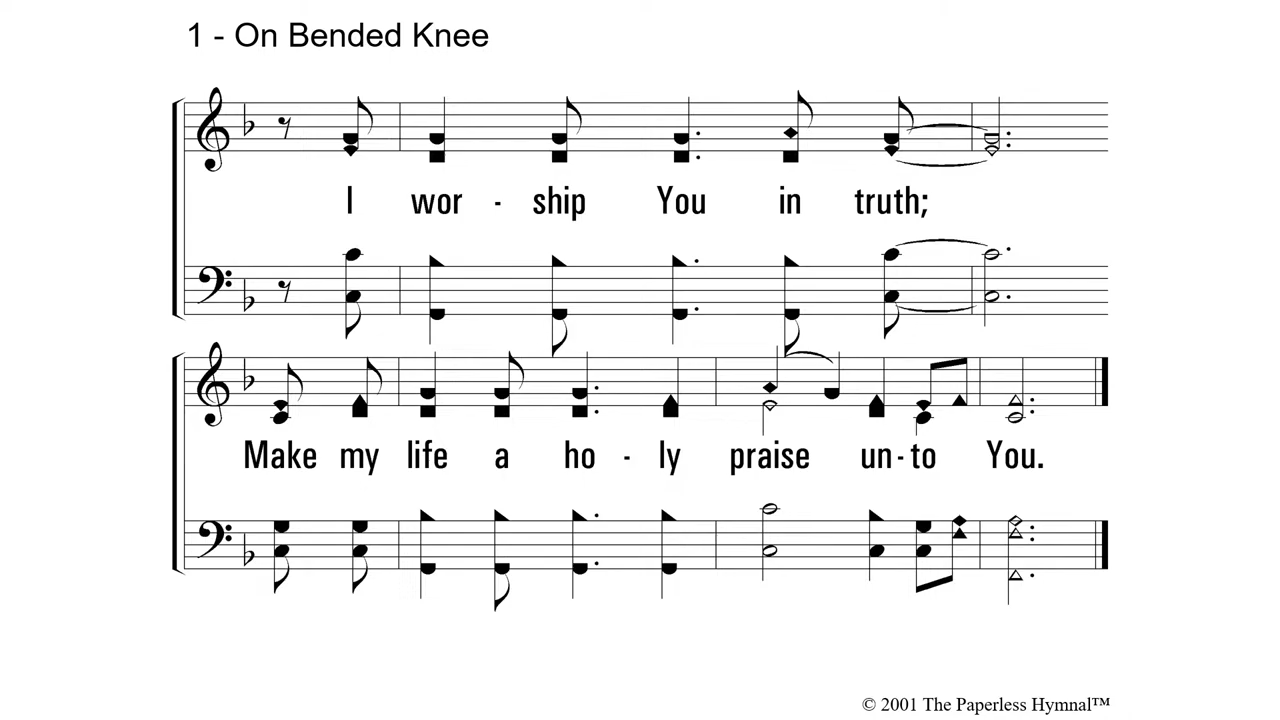 1 - On Bended Knee
I wor - ship You in truth;
Make my life a ho - ly praise un - to You.
© 2001 The Paperless Hymnal™